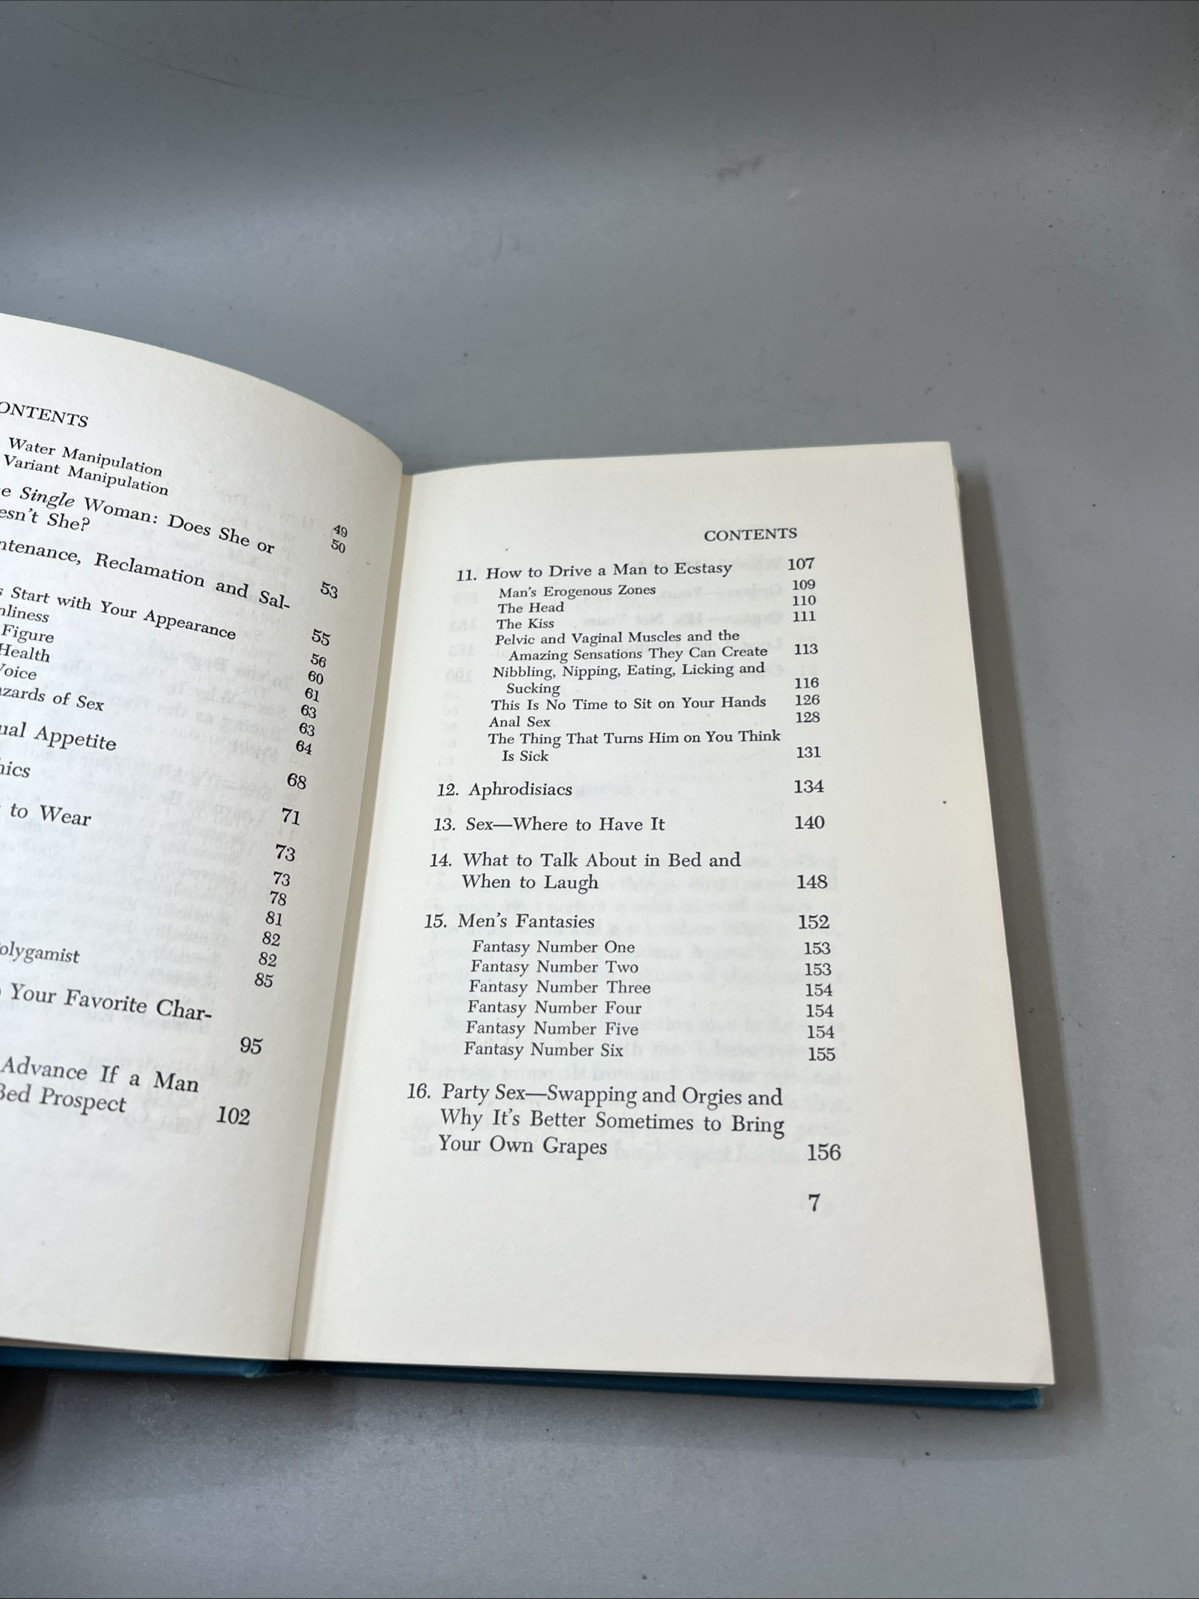 CONTENTS
Water Manipulation 49
Variant Manipulation 50
Single Woman: Does She or
She? 53
Reclamation and Sal-
55
Start with Your Appearance 56
60
Figure 61
Health 63
63
of Sex 64
Appetite 68
71
to Wear 73
73
78
81
82
82
85
Your Favorite Char-
95
Advance If a Man
Bed Prospect 102
CONTENTS
11. How to Drive a Man to Ecstasy 107
Man's Erogenous Zones 109
The Head 110
The Kiss 111
Pelvic and Vaginal Muscles and the
Amazing Sensations They Can Create 113
Nibbling, Nipping, Eating, Licking and
Sucking 116
This Is No Time to Sit on Your Hands 126
Anal Sex 128
The Thing That Turns Him on You Think
Is Sick 131
12. Aphrodisiacs 134
13. Sex—Where to Have It 140
14. What to Talk About in Bed and
When to Laugh 148
15. Men's Fantasies 152
Fantasy Number One 153
Fantasy Number Two 153
Fantasy Number Three 154
Fantasy Number Four 154
Fantasy Number Five 154
Fantasy Number Six 155
16. Party Sex—Swapping and Orgies and
Why It's Better Sometimes to Bring
Your Own Grapes 156
7